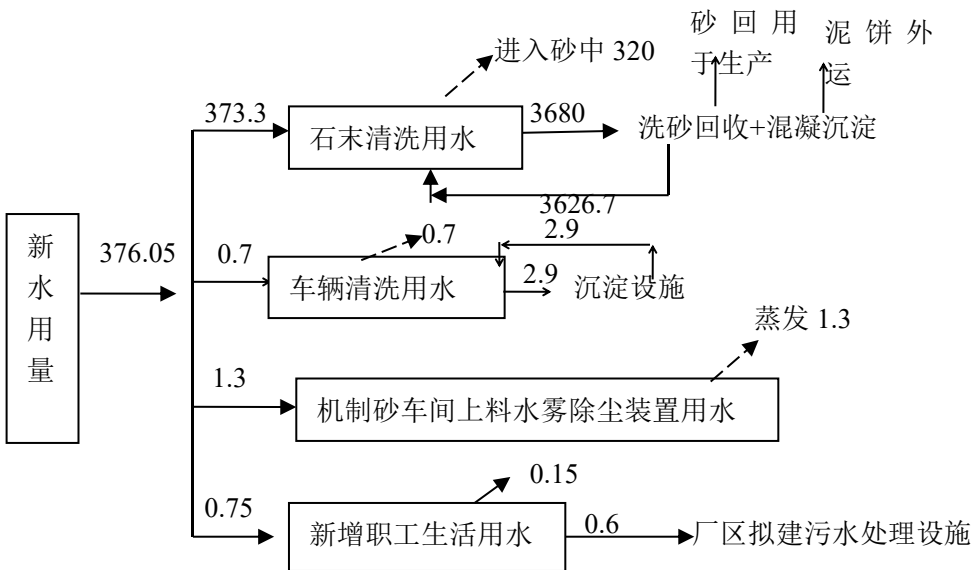 进入砂中 320
砂 回 用
于生产
泥 饼 外
运
373.3
石末清洗用水
3680
洗砂回收+混凝沉淀
3626.7
新
水
用
量
376.05
0.7
车辆清洗用水
0.7
2.9
2.9
沉淀设施
蒸发 1.3
1.3
机制砂车间上料水雾除尘装置用水
0.15
0.75
新增职工生活用水
0.6
厂区拟建污水处理设施